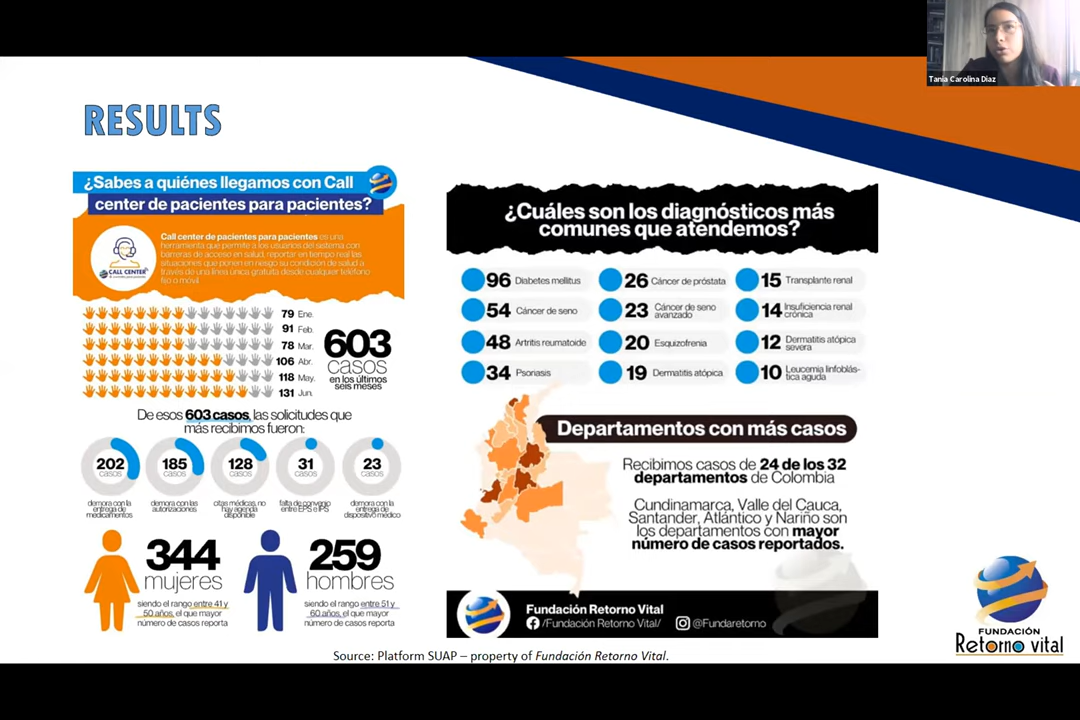 Tania Carolina Diaz
RESULTS
¿Sabes a quiénes llegamos con Call
center de pacientes para pacientes?
CALL CENTER
Call center de pacientes para pacientes es una
herramienta que permite a los usuarios del sistema con
barreras de acceso en salud, reportar en tiempo real las
situaciones que ponen en riesgo su condición de salud a
través de una línea única gratuita desde cualquier teléfono
fijo o móvil.
79 Ene.
91 Feb.
78 Mar.
106 Abr.
118 May.
131 Jun.
603
casos
en los últimos
seis meses
De esos 603 casos, las solicitudes que
más recibimos fueron:
202 casos
demora con la
entrega de
medicamentos
185 casos
demora con las
autorizaciones
128 casos
citas médicas, no
hay agenda
disponible
31 casos
falta de convenio
entre EPS e IPS
23 casos
demora con la
entrega de
dispositivo médico
344
mujeres
siendo el rango entre 41 y
50 años, el que mayor
número de casos reporta
259
hombres
siendo el rango entre 51 y
60 años, el que mayor
número de casos reporta
¿Cuáles son los diagnósticos más
comunes que atendemos?
96 Diabetes mellitus
54 Cáncer de seno
48 Artritis reumatoide
34 Psoriasis
26 Cáncer de próstata
23 Cáncer de seno
avanzado
20 Esquizofrenia
19 Dermatitis atópica
15 Transplante renal
14 Insuficiencia renal
crónica
12 Dermatitis atópica
severa
10 Leucemia linfoblás-
tica aguda
Departamentos con más casos
Recibimos casos de 24 de los 32
departamentos de Colombia
Cundinamarca, Valle del Cauca,
Santander, Atlántico y Nariño son
los departamentos con mayor
número de casos reportados.
Fundación Retorno Vital
/Fundación Retorno Vital/
@Fundaretorno
FUNDACIÓN
Retorno vital
Source: Platform SUAP – property of Fundación Retorno Vital.